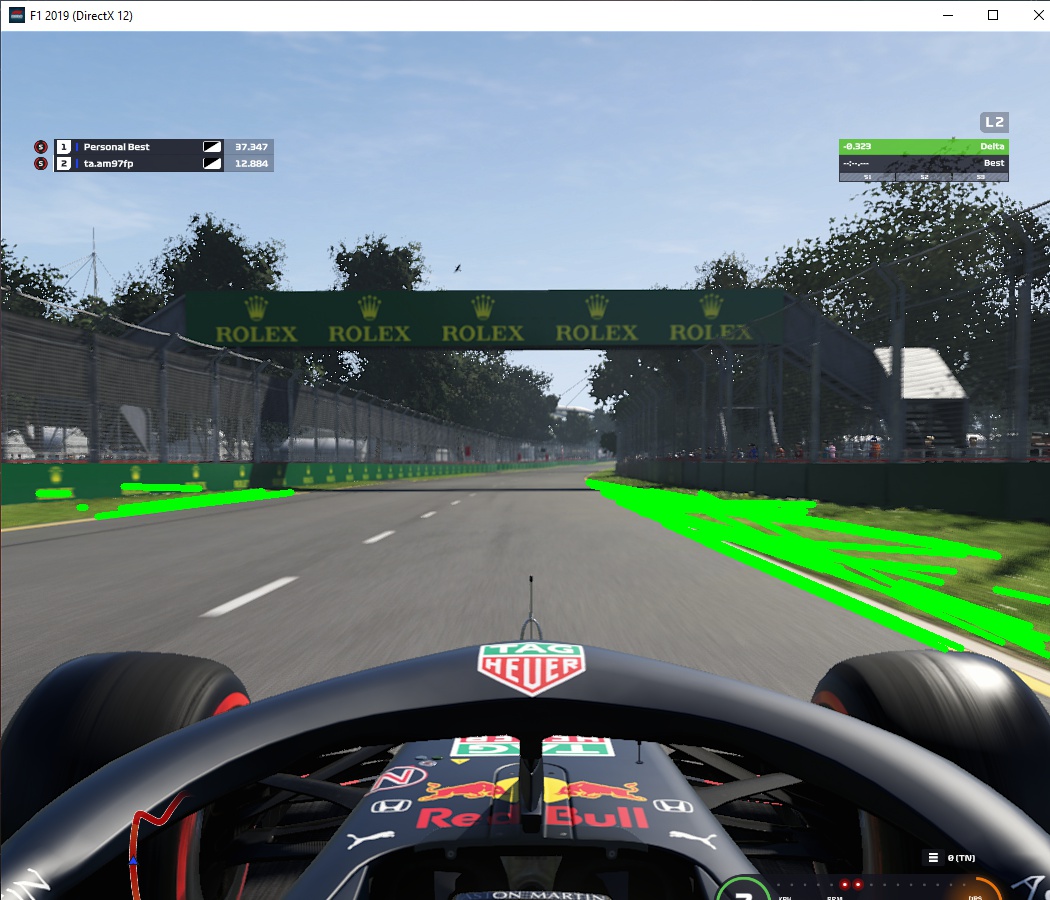 F1 2019 (DirectX 12)
L2
S 1 Personal Best 37.347
S 2 ta.am97fp 12.884
-0.323 Delta
--:--.--- Best
S1 S2 S3
ROLEX ROLEX ROLEX ROLEX ROLEX
TAG
HEUER
TAG
Red Bull
0 (TN)
ASTON MARTIN
7
KPH RPM DRS